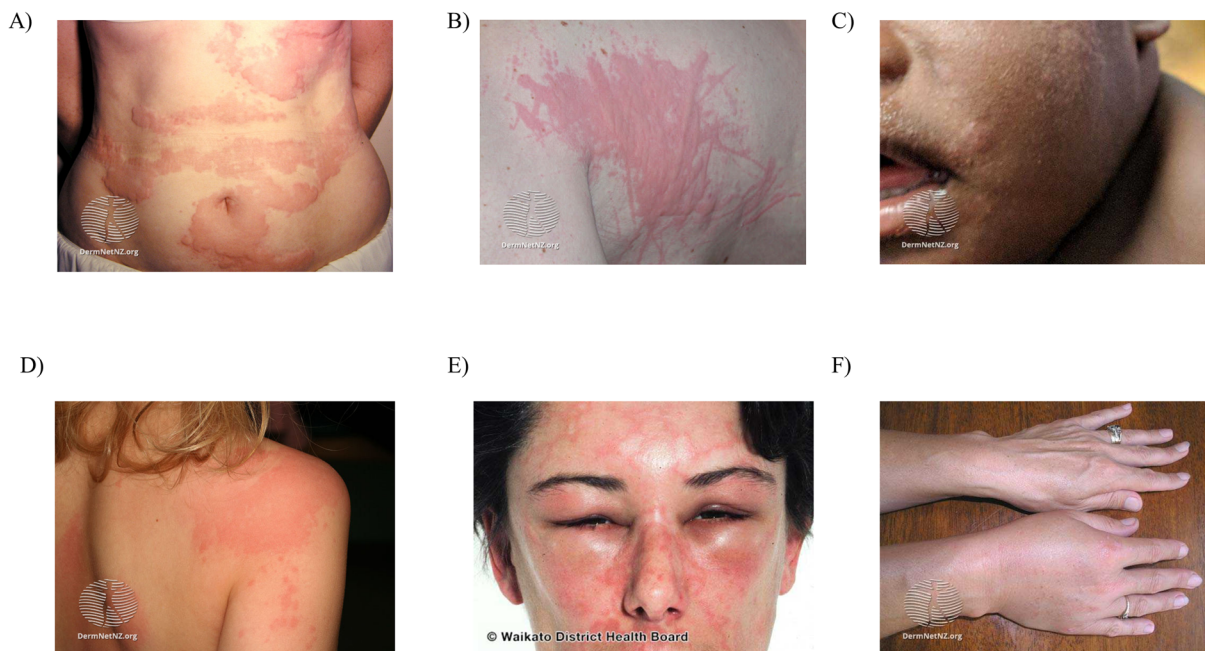 A)
B)
C)
DermNetNZ.org
DermNetNZ.org
DermNetNZ.org
D)
E)
F)
DermNetNZ.org
© Waikato District Health Board
DermNetNZ.org